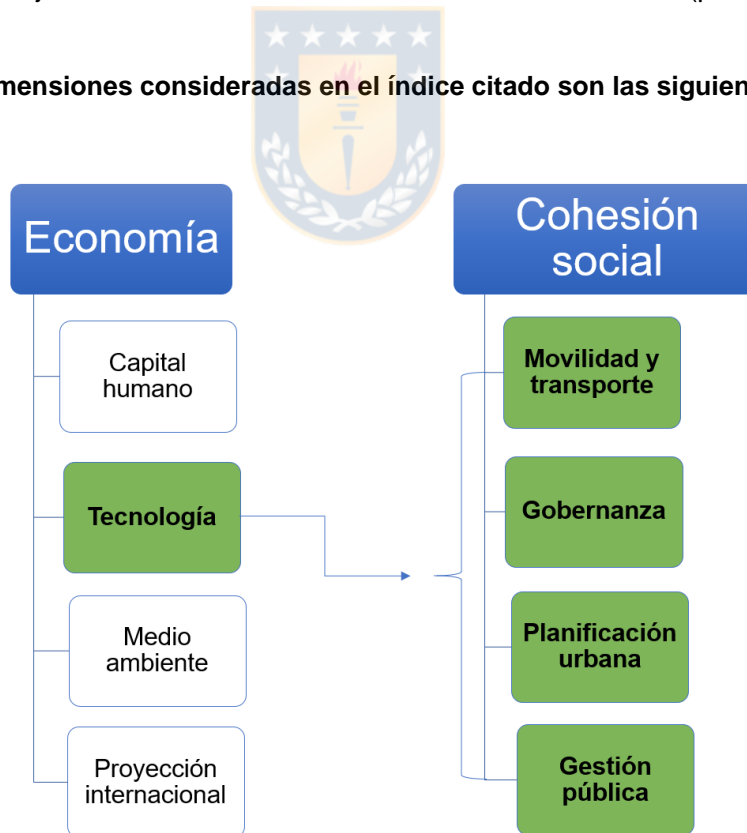 mensiones consideradas en el índice citado son las siguien
Economía
Capital
humano
Tecnología
Medio
ambiente
Proyección
internacional
Cohesión
social
Movilidad y
transporte
Gobernanza
Planificación
urbana
Gestión
pública